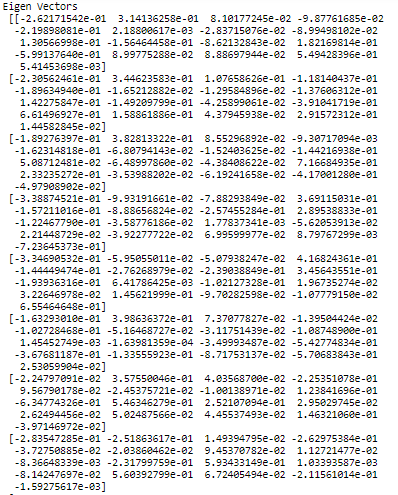 Eigen Vectors
[[-2.62171542e-01 3.14136258e-01 8.10177245e-02 -9.87761685e-02
-2.19898081e-01 2.18800617e-03 -2.83715076e-02 -8.99498102e-02
1.30566998e-01 -1.56464458e-01 -8.62132843e-02 1.82169814e-01
-5.99137640e-01 8.99775288e-02 8.88697944e-02 5.49428396e-01
5.41453698e-03]
[-2.30562461e-01 3.44623583e-01 1.07658626e-01 -1.18140437e-01
-1.89634940e-01 -1.65212882e-02 -1.29584896e-02 -1.37606312e-01
1.42275847e-01 -1.49209799e-01 -4.25899061e-02 -3.91041719e-01
6.61496927e-01 1.58861886e-01 4.37945938e-02 2.91572312e-01
1.44582845e-02]
[-1.89276397e-01 3.82813322e-01 8.55296892e-02 -9.30717094e-03
-1.62314818e-01 -6.80794143e-02 -1.52403625e-02 -1.44216938e-01
5.08712481e-02 -6.48997860e-02 -4.38408622e-02 7.16684935e-01
2.33235272e-01 -3.53988202e-02 -6.19241658e-02 -4.17001280e-01
-4.97908902e-02]
[-3.38874521e-01 -9.93191661e-02 -7.88293849e-02 3.69115031e-01
-1.57211016e-01 -8.88656824e-02 -2.57455284e-01 2.89538833e-01
-1.22467790e-01 -3.58776186e-02 1.77837341e-03 -5.62053913e-02
2.21448729e-02 -3.92277722e-02 6.99599977e-02 8.79767299e-03
-7.23645373e-01]
[-3.34690532e-01 -5.95055011e-02 -5.07938247e-02 4.16824361e-01
-1.44449474e-01 -2.76268979e-02 -2.39038849e-01 3.45643551e-01
-1.93936316e-01 6.41786425e-03 -1.02127328e-01 1.96735274e-02
3.22646978e-02 1.45621999e-01 -9.70282598e-02 -1.07779150e-02
6.55464648e-01]
[-1.63293010e-01 3.98636372e-01 7.37077827e-02 -1.39504424e-02
-1.02728468e-01 -5.16468727e-02 -3.11751439e-02 -1.08748900e-01
1.45452749e-03 -1.63981359e-04 -3.49993487e-02 -5.42774834e-01
-3.67681187e-01 -1.33555923e-01 -8.71753137e-02 -5.70683843e-01
2.53059904e-02]
[-2.24797091e-02 3.57550046e-01 4.03568700e-02 -2.25351078e-01
9.56790178e-02 -2.45375721e-02 -1.00138971e-02 1.23841696e-01
-6.34774326e-01 5.46346279e-01 2.52107094e-01 2.95029745e-02
2.62494456e-02 5.02487566e-02 4.45537493e-02 1.46321060e-01
-3.97146972e-02]
[-2.83547285e-01 -2.51863617e-01 1.49394795e-02 -2.62975384e-01
-3.72750885e-02 -2.03860462e-02 9.45370782e-02 1.12721477e-02
-8.36648339e-03 -2.31799759e-01 5.93433149e-01 1.03393587e-03
-8.14247697e-02 5.60392799e-01 6.72405494e-02 -2.11561014e-01
-1.59275617e-03]